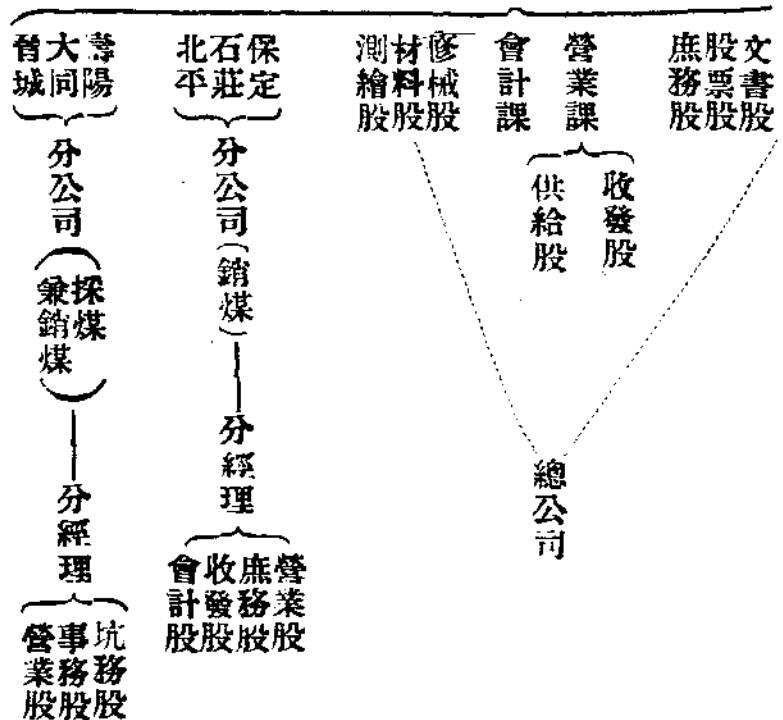 文書股
股票股
庶務股
營業課
收發股
供給股
會計課
修械股
材料股
測繪股
總公司
保定
石莊
北平
分公司(銷煤)
分經理
營業股
庶務股
收發股
會計股
壽陽
大同
晉城
分公司
(採煤
兼銷煤)
分經理
坑務股
事務股
營業股